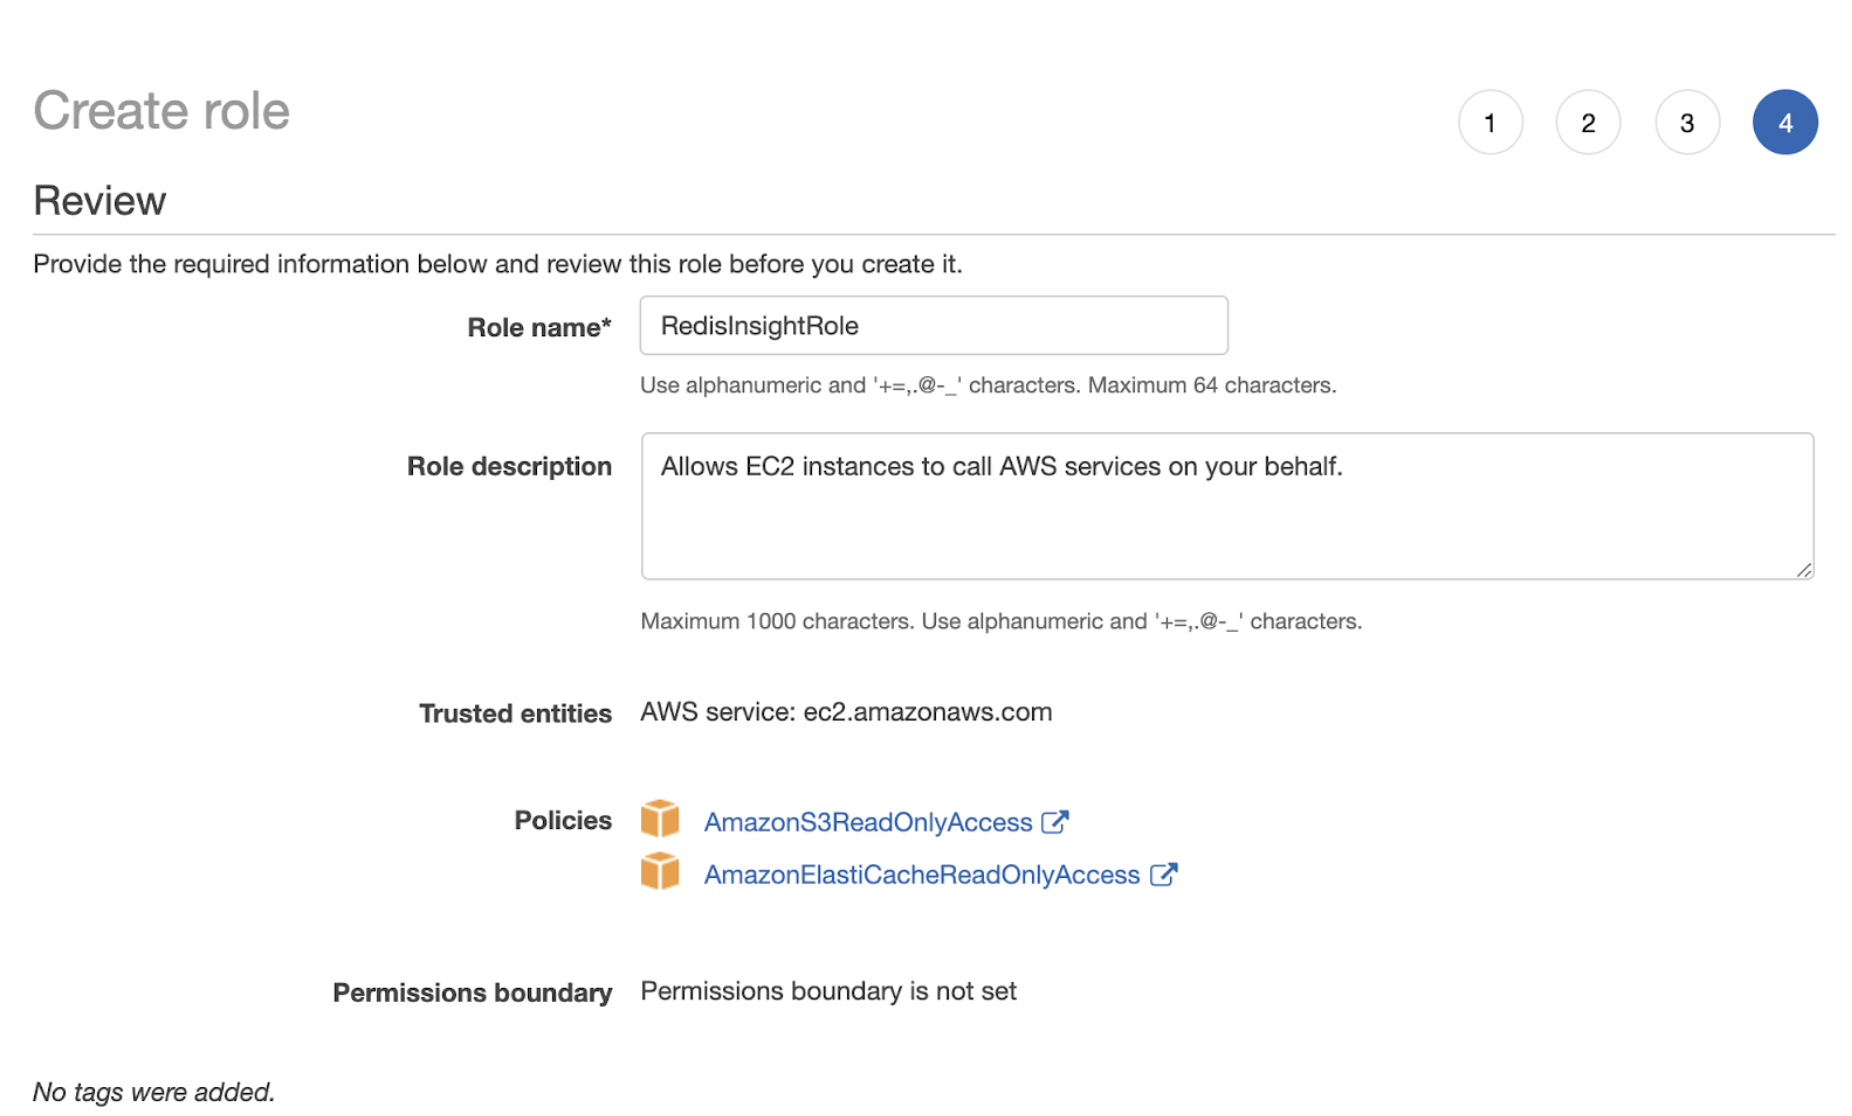 Create role
1 2 3 4
Review
Provide the required information below and review this role before you create it.
Role name* RedisInsightRole
Use alphanumeric and '+=,.@-_' characters. Maximum 64 characters.
Role description Allows EC2 instances to call AWS services on your behalf.
Maximum 1000 characters. Use alphanumeric and '+=,.@-_' characters.
Trusted entities AWS service: ec2.amazonaws.com
Policies AmazonS3ReadOnlyAccess
AmazonElastiCacheReadOnlyAccess
Permissions boundary Permissions boundary is not set
No tags were added.